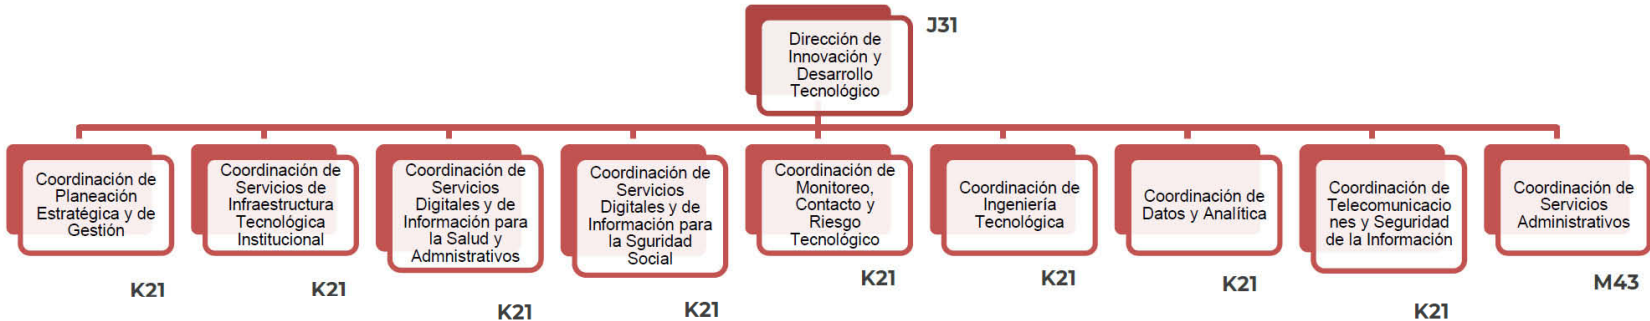 Dirección de
Innovación y
Desarrollo
Tecnológico
J31
Coordinación de
Planeación
Estratégica y de
Gestión
K21
Coordinación de
Servicios de
Infraestructura
Tecnológica
Institucional
K21
Coordinación de
Servicios
Digitales y de
Información para
la Salud y
Admnistrativos
K21
Coordinación de
Servicios
Digitales y de
Información para
la Sguridad
Social
K21
Coordinación de
Monitoreo,
Contacto y
Riesgo
Tecnológico
K21
Coordinación de
Ingeniería
Tecnológica
K21
Coordinación de
Datos y Analítica
K21
Coordinación de
Telecomunicacio
nes y Seguridad
de la Información
K21
Coordinación de
Servicios
Administrativos
M43